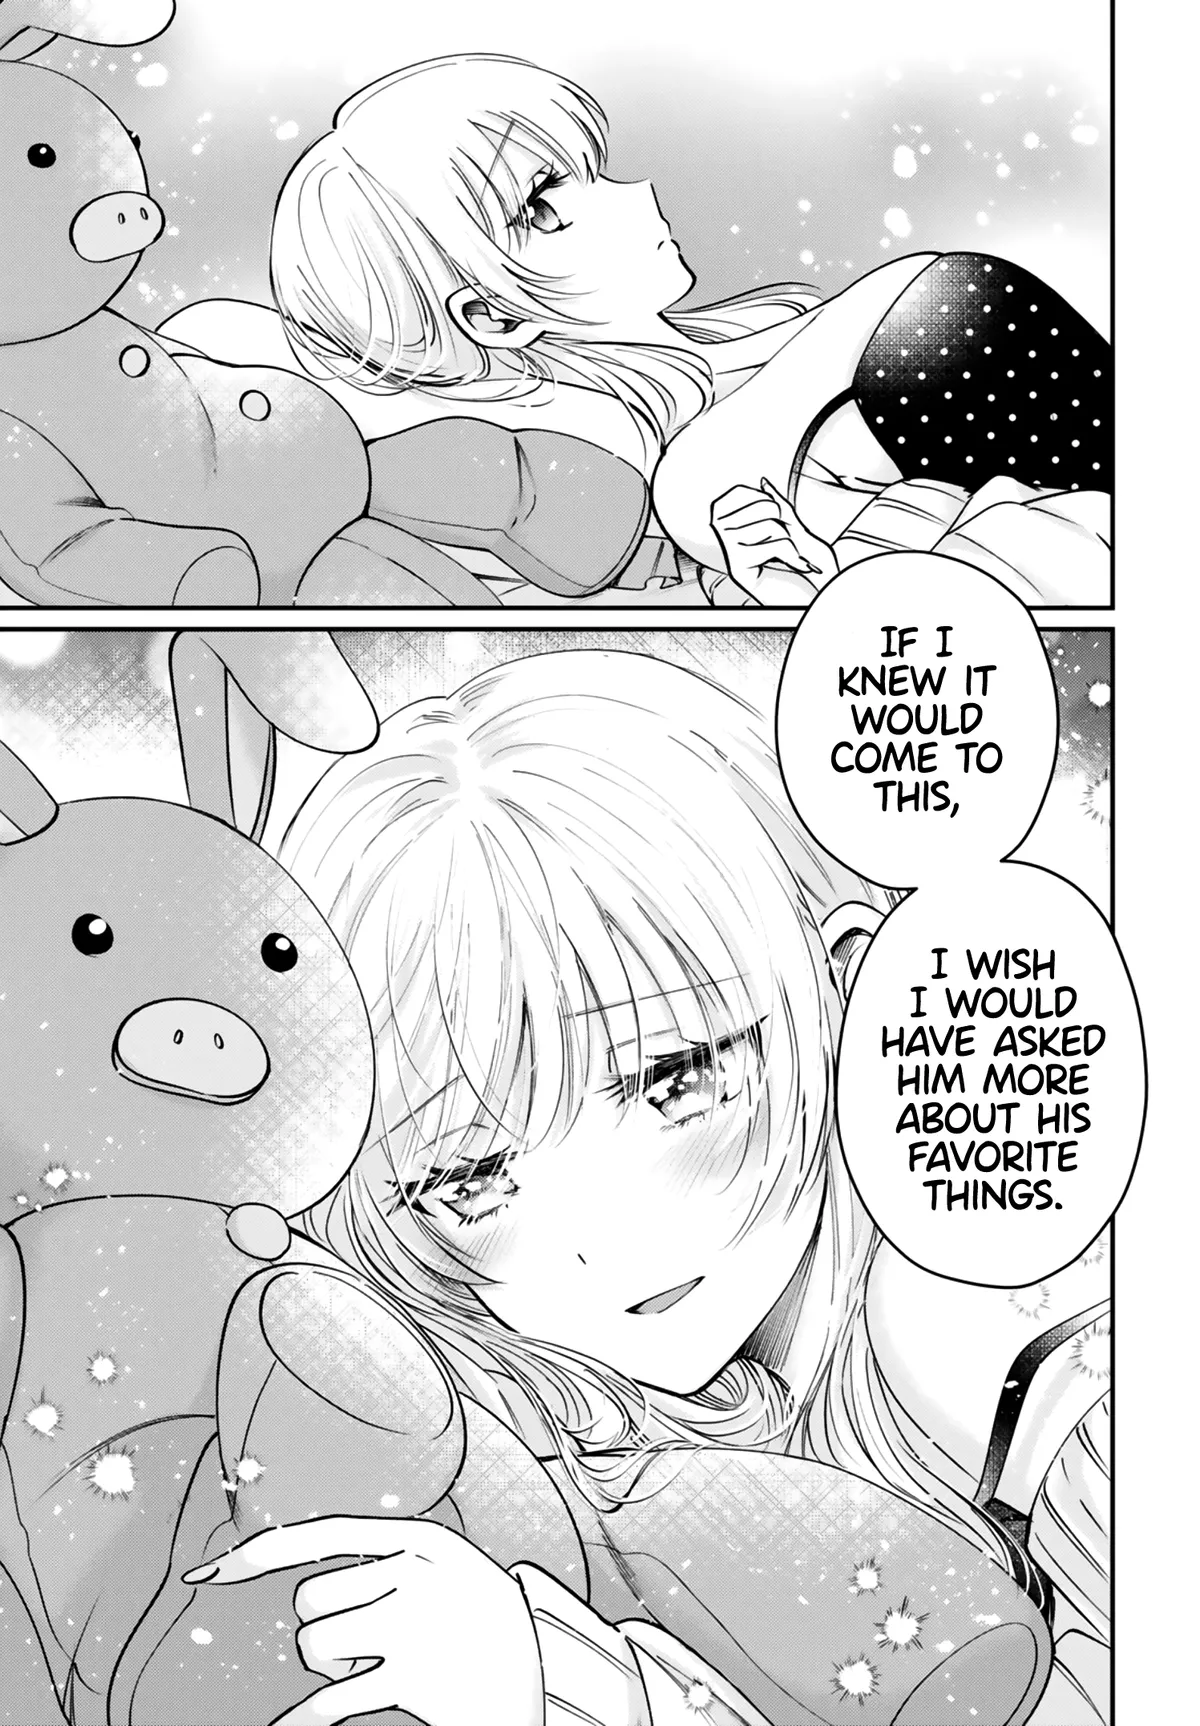 IF I
KNEW IT
WOULD
COME TO
THIS,
I WISH
I WOULD
HAVE ASKED
HIM MORE
ABOUT HIS
FAVORITE
THINGS.